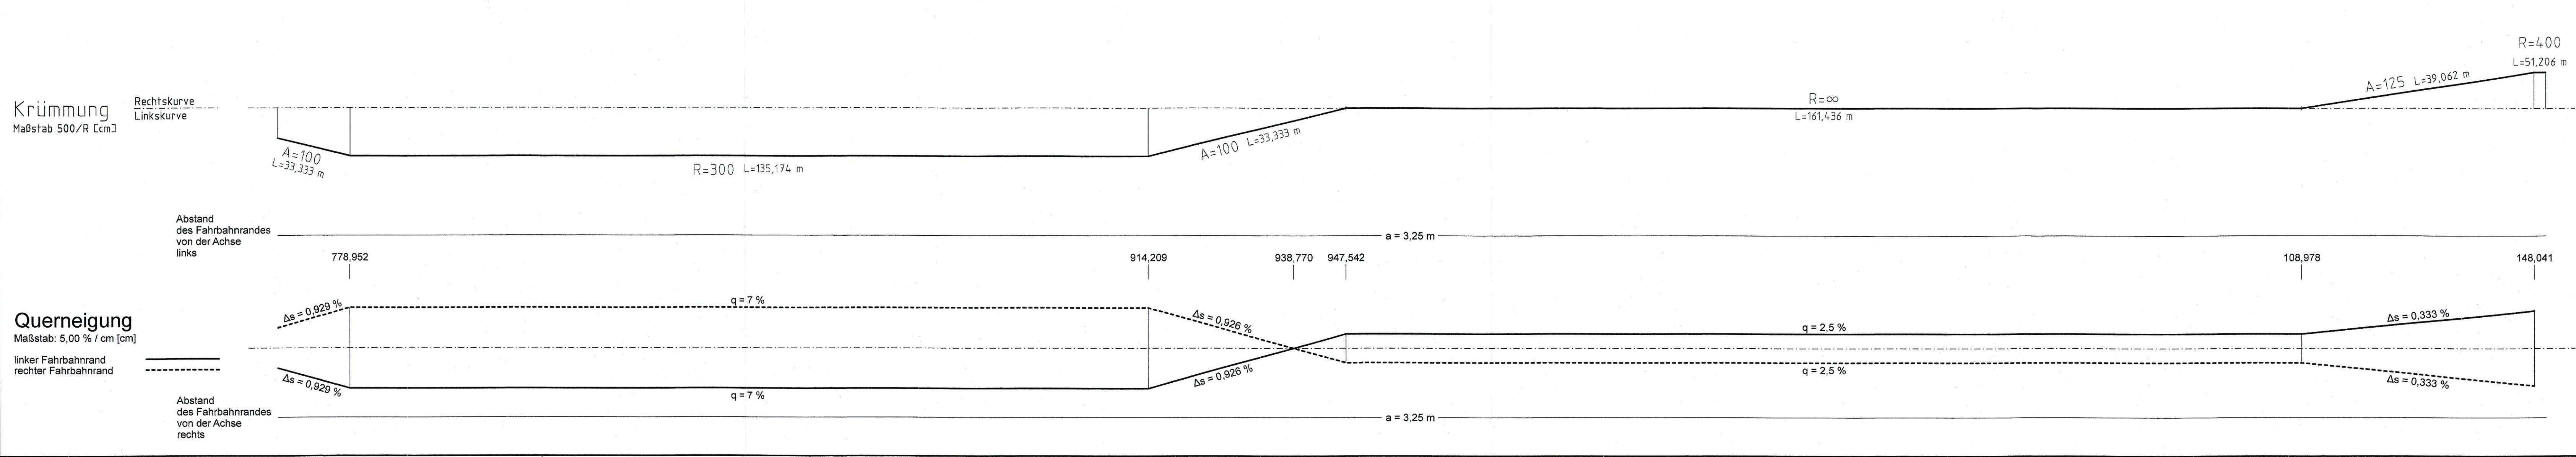 R=400
L=51,206 m
A=125 L=39,062 m
Krümmung
Maßstab 500/R [cm]
Rechtskurve
Linkskurve
R=∞
L=161,436 m
A=100
L=33,333 m
A=100 L=33,333 m
R=300 L=135,174 m
Abstand
des Fahrbahnrandes
von der Achse
links
a = 3,25 m
778,952
914,209
938,770
947,542
108,978
148,041
Δs = 0,929 %
q = 7 %
Δs = 0,926 %
q = 2,5 %
Δs = 0,333 %
Querneigung
Maßstab: 5,00 % / cm [cm]
linker Fahrbahnrand
rechter Fahrbahnrand
Δs = 0,929 %
q = 7 %
Δs = 0,926 %
q = 2,5 %
Δs = 0,333 %
Abstand
des Fahrbahnrandes
von der Achse
rechts
a = 3,25 m